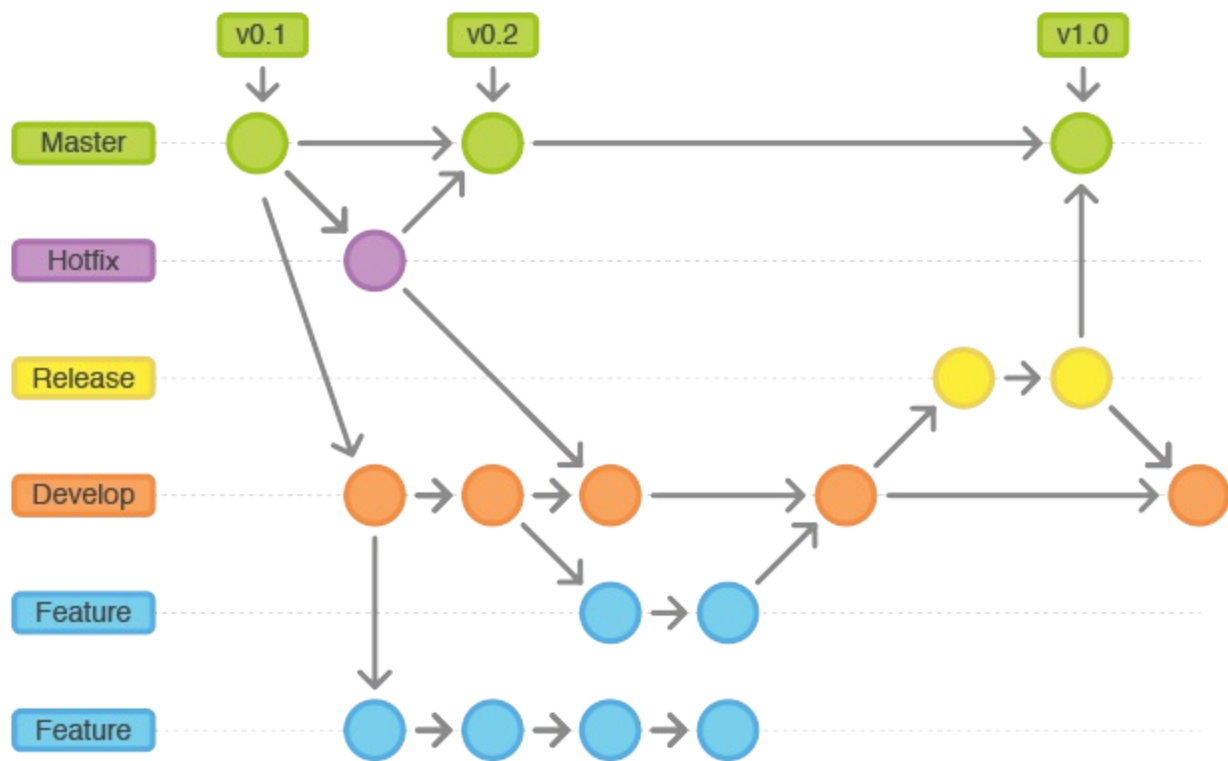 v0.1
v0.2
v1.0
Master
Hotfix
Release
Develop
Feature
Feature